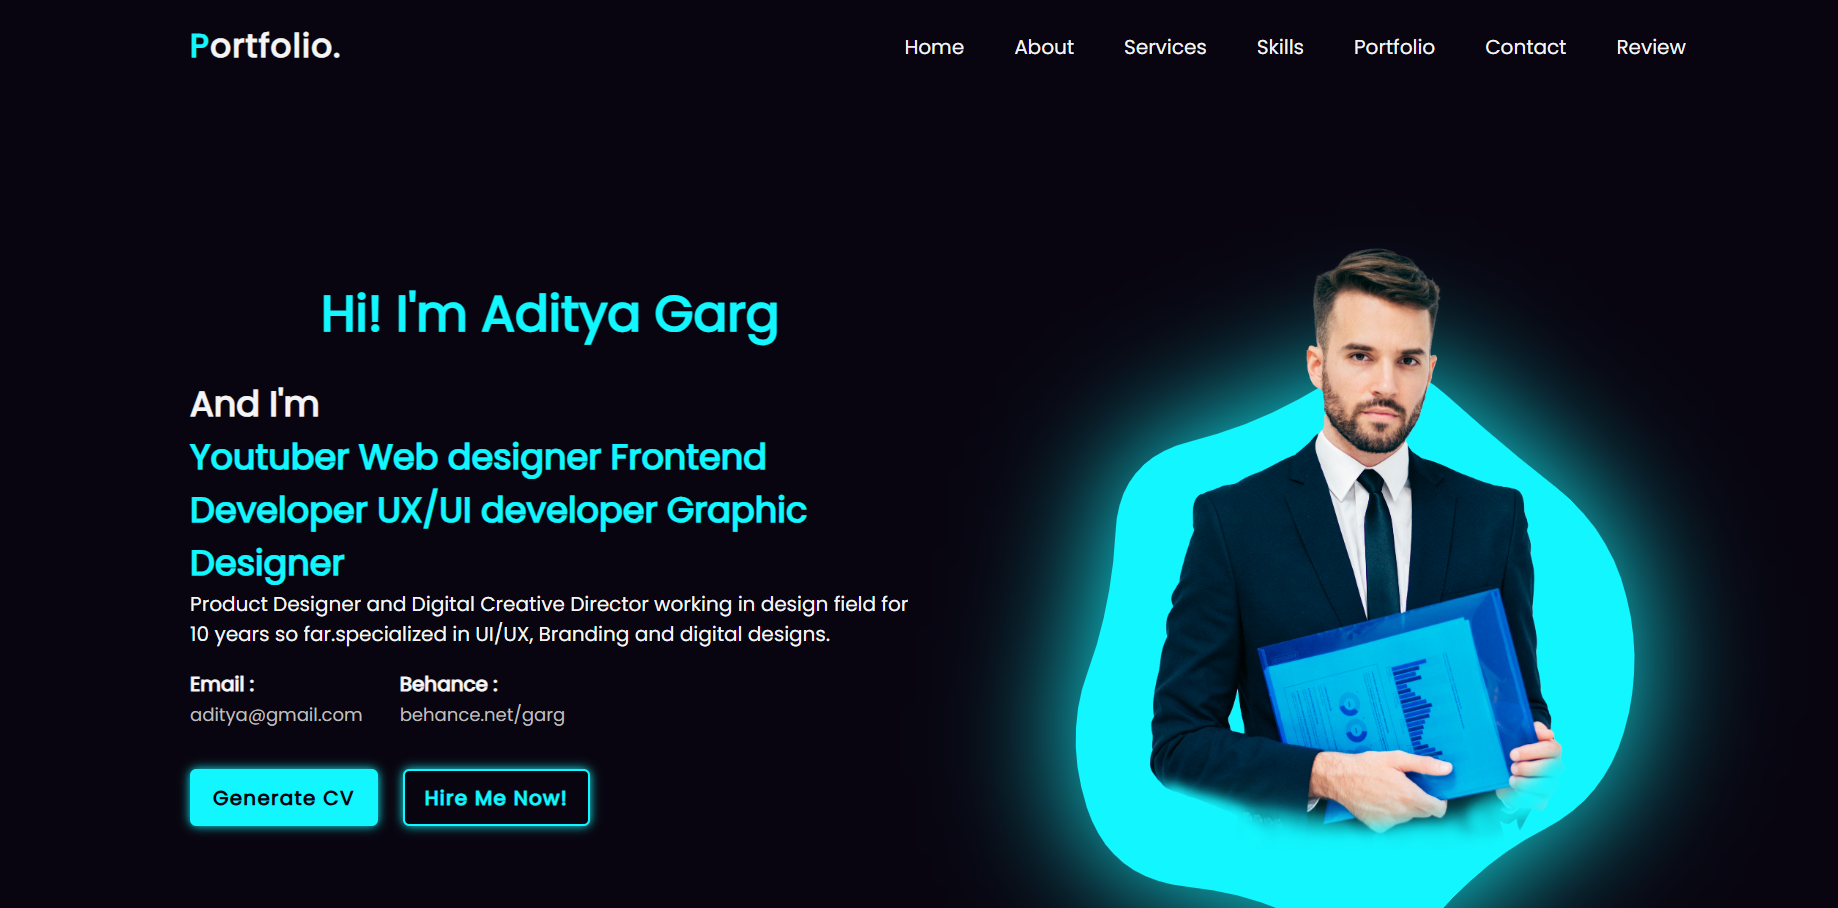 Portfolio.
Home About Services Skills Portfolio Contact Review
Hi! I'm Aditya Garg
And I'm
Youtuber Web designer Frontend
Developer UX/UI developer Graphic
Designer
Product Designer and Digital Creative Director working in design field for
10 years so far.specialized in UI/UX, Branding and digital designs.
Email : Behance :
aditya@gmail.com behance.net/garg
Generate CV Hire Me Now!